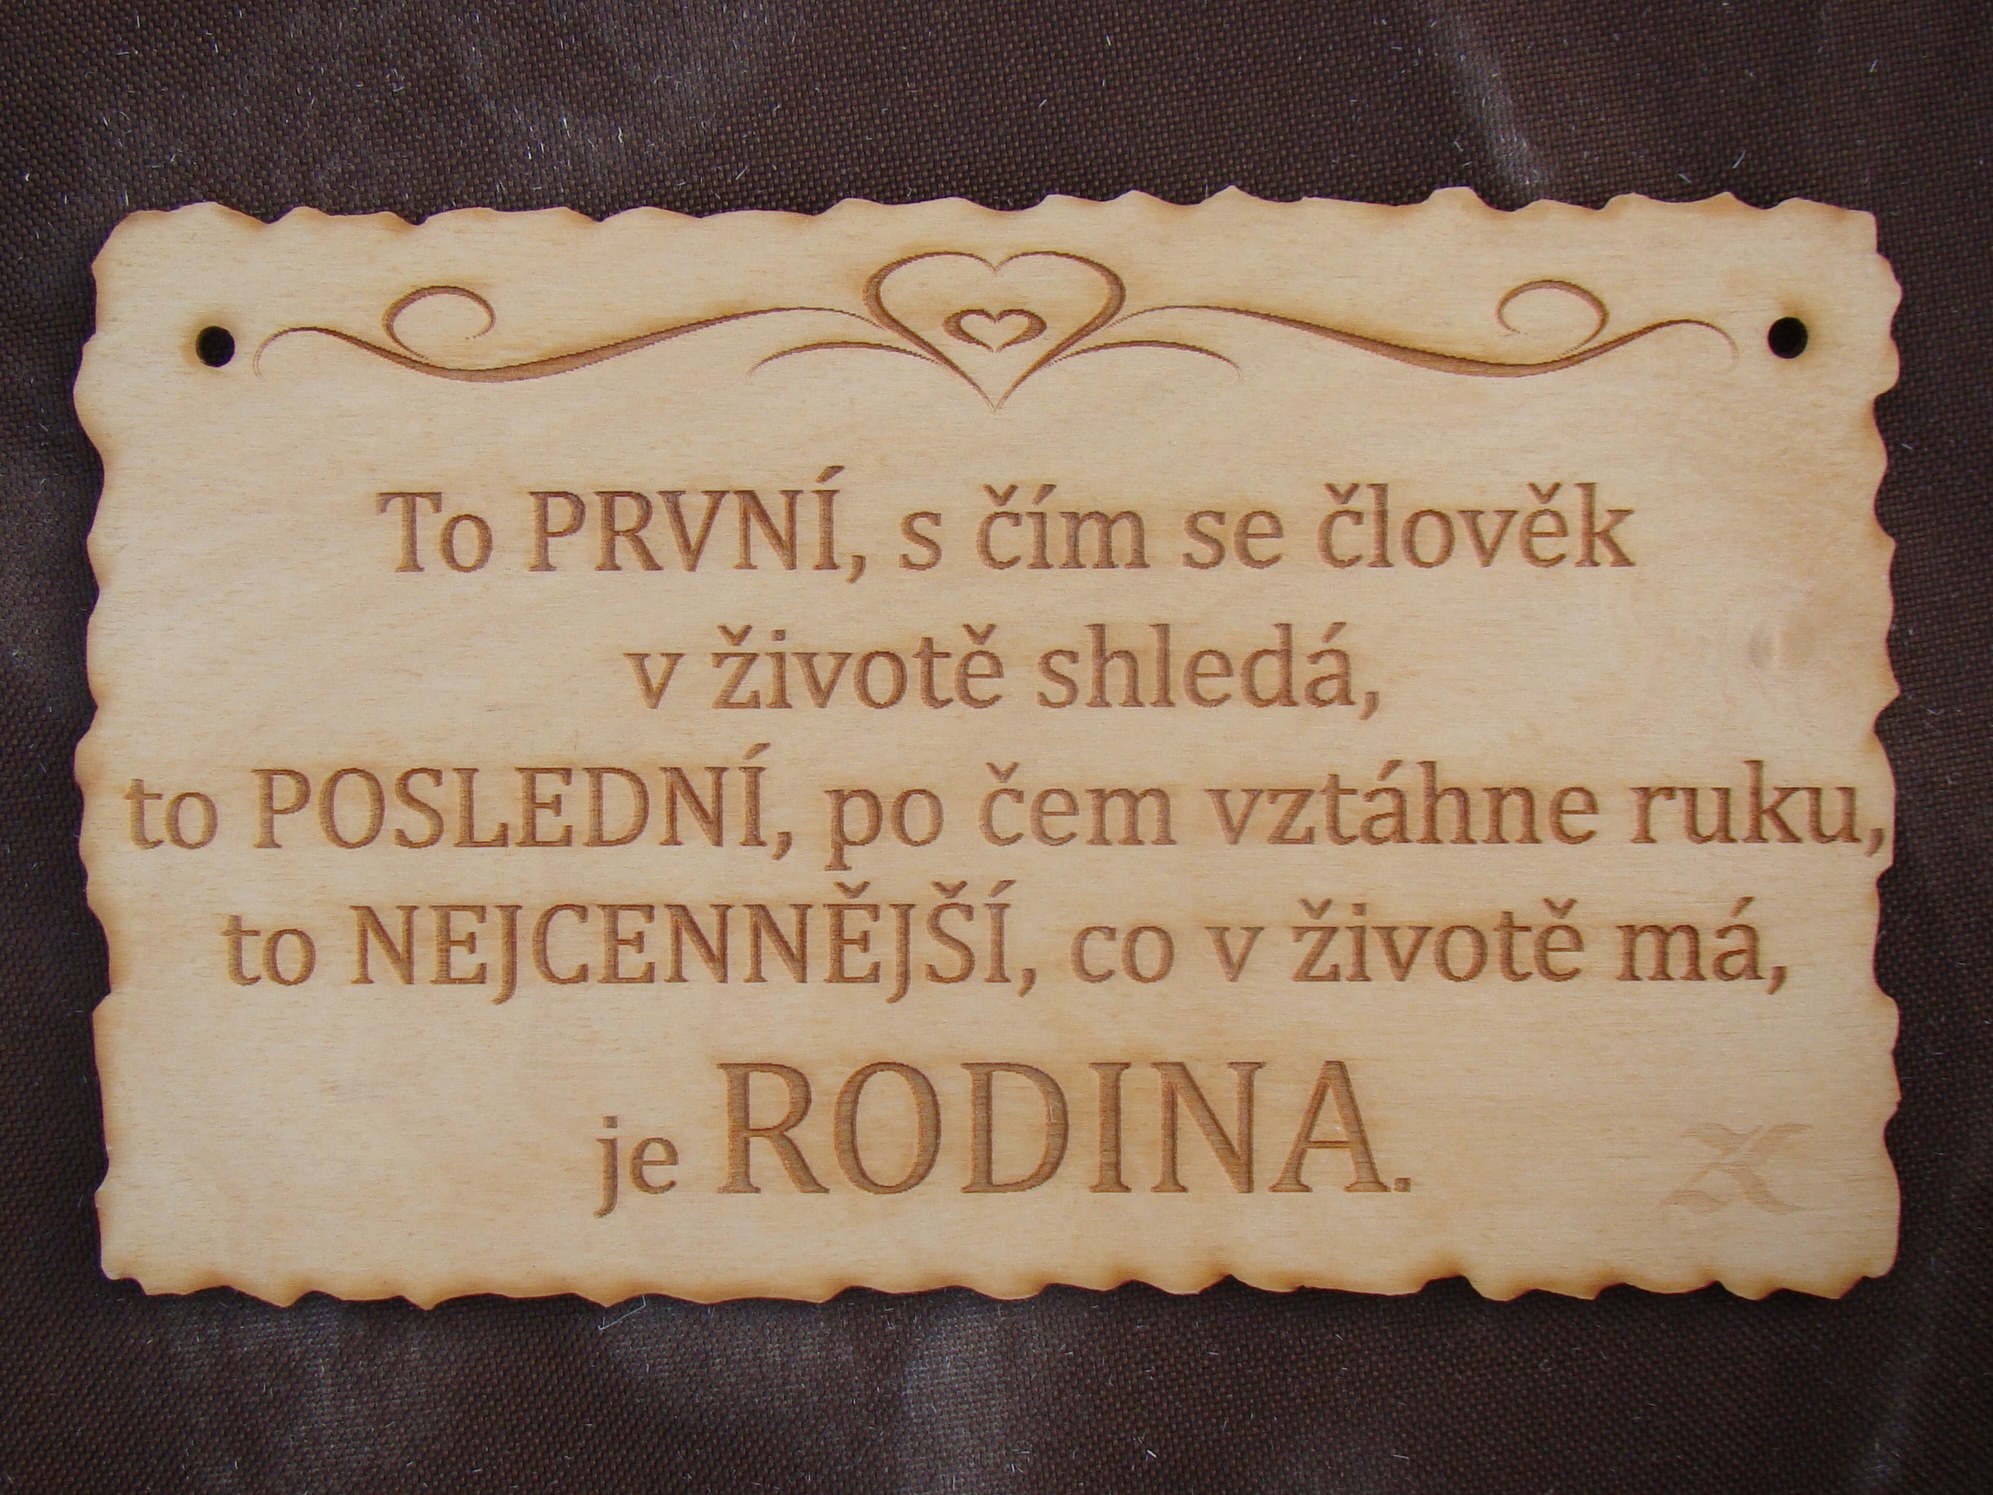 To PRVNÍ, s čím se člověk
v životě shledá,
to POSLEDNÍ, po čem vztáhne ruku,
to NEJCENNĚJŠÍ, co v životě má,
je RODINA.